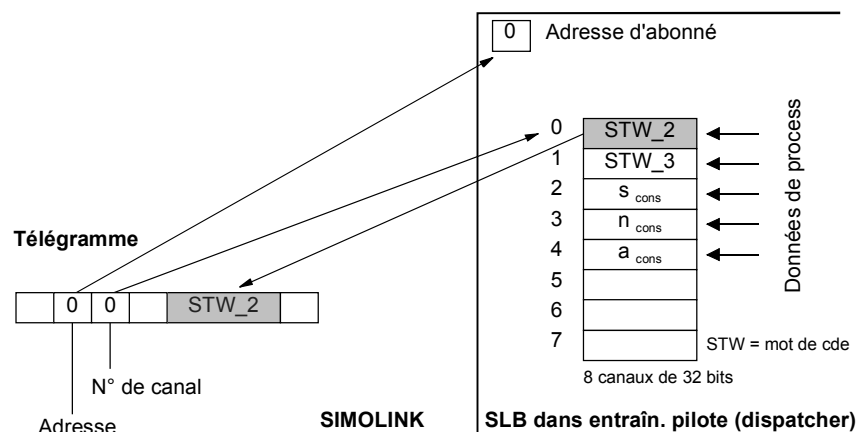 0 Adresse d'abonné
0 STW_2
1 STW_3
2 s cons
3 n cons
4 a cons
5
6
7
Données de process
STW = mot de cde
8 canaux de 32 bits
Télégramme
0 0 STW_2
N° de canal
Adresse
SIMOLINK
SLB dans entraîn. pilote (dispatcher)